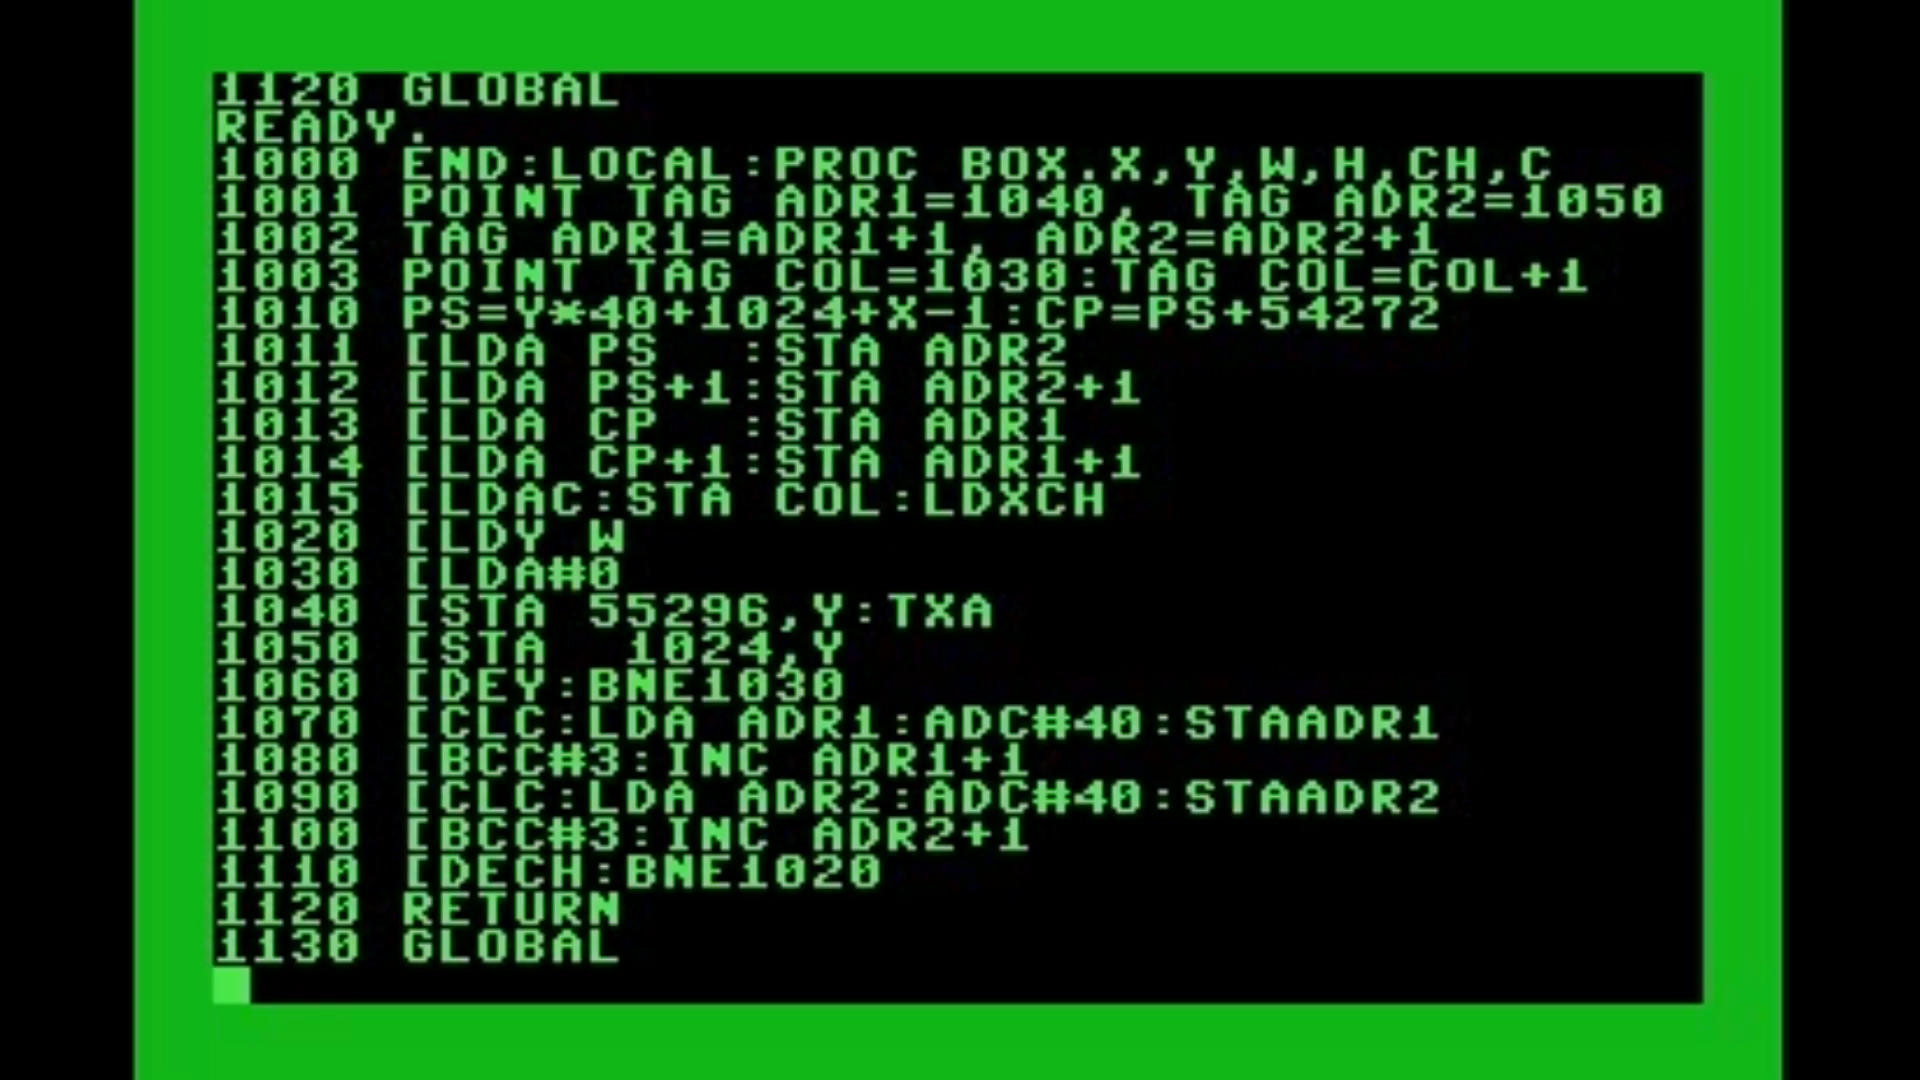 1120 GLOBAL
READY.
1000 END:LOCAL:PROC BOX.X,Y,W,H,CH,C
1001 POINT TAG ADR1=1040, TAG ADR2=1050
1002 TAG ADR1=ADR1+1, ADR2=ADR2+1
1003 POINT TAG COL=1030:TAG COL=COL+1
1010 PS=Y*40+1024+X-1:CP=PS+54272
1011 [LDA PS  :STA ADR2
1012 [LDA PS+1:STA ADR2+1
1013 [LDA CP  :STA ADR1
1014 [LDA CP+1:STA ADR1+1
1015 [LDAC:STA COL:LDXCH
1020 [LDY W
1030 [LDA#0
1040 [STA 55296,Y:TXA
1050 [STA  1024,Y
1060 [DEY:BNE1030
1070 [CLC:LDA ADR1:ADC#40:STAADR1
1080 [BCC#3:INC ADR1+1
1090 [CLC:LDA ADR2:ADC#40:STAADR2
1100 [BCC#3:INC ADR2+1
1110 [DECH:BNE1020
1120 RETURN
1130 GLOBAL